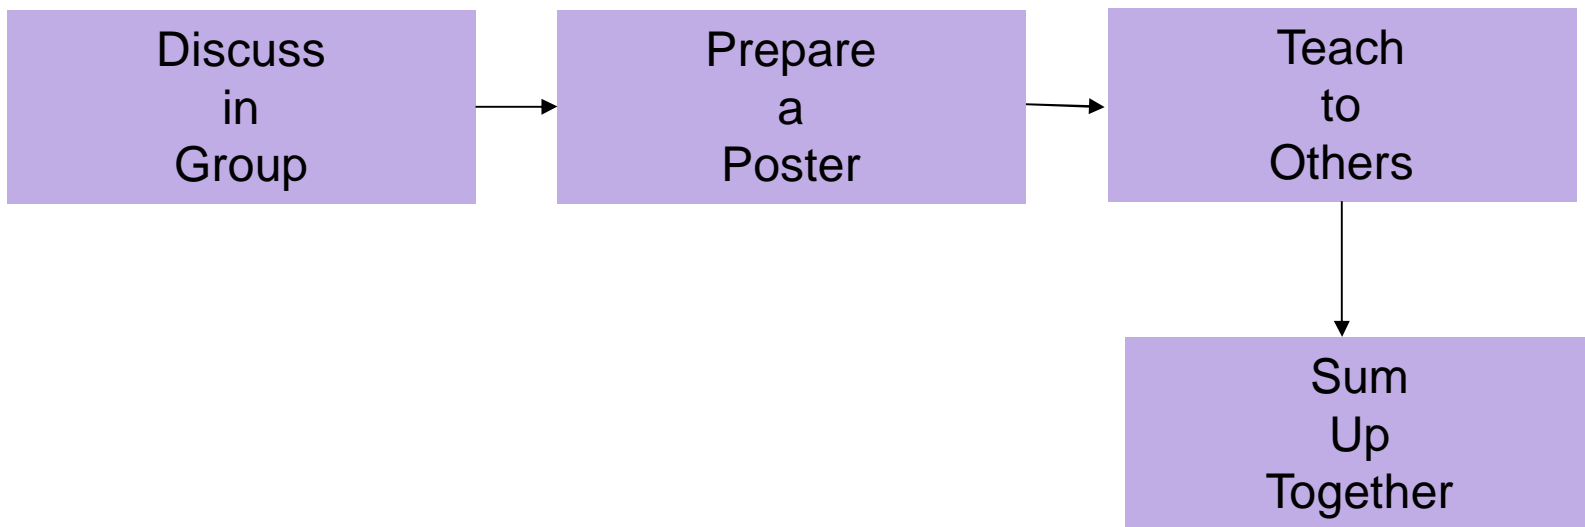 Discuss
in
Group
Prepare
a
Poster
Teach
to
Others
Sum
Up
Together